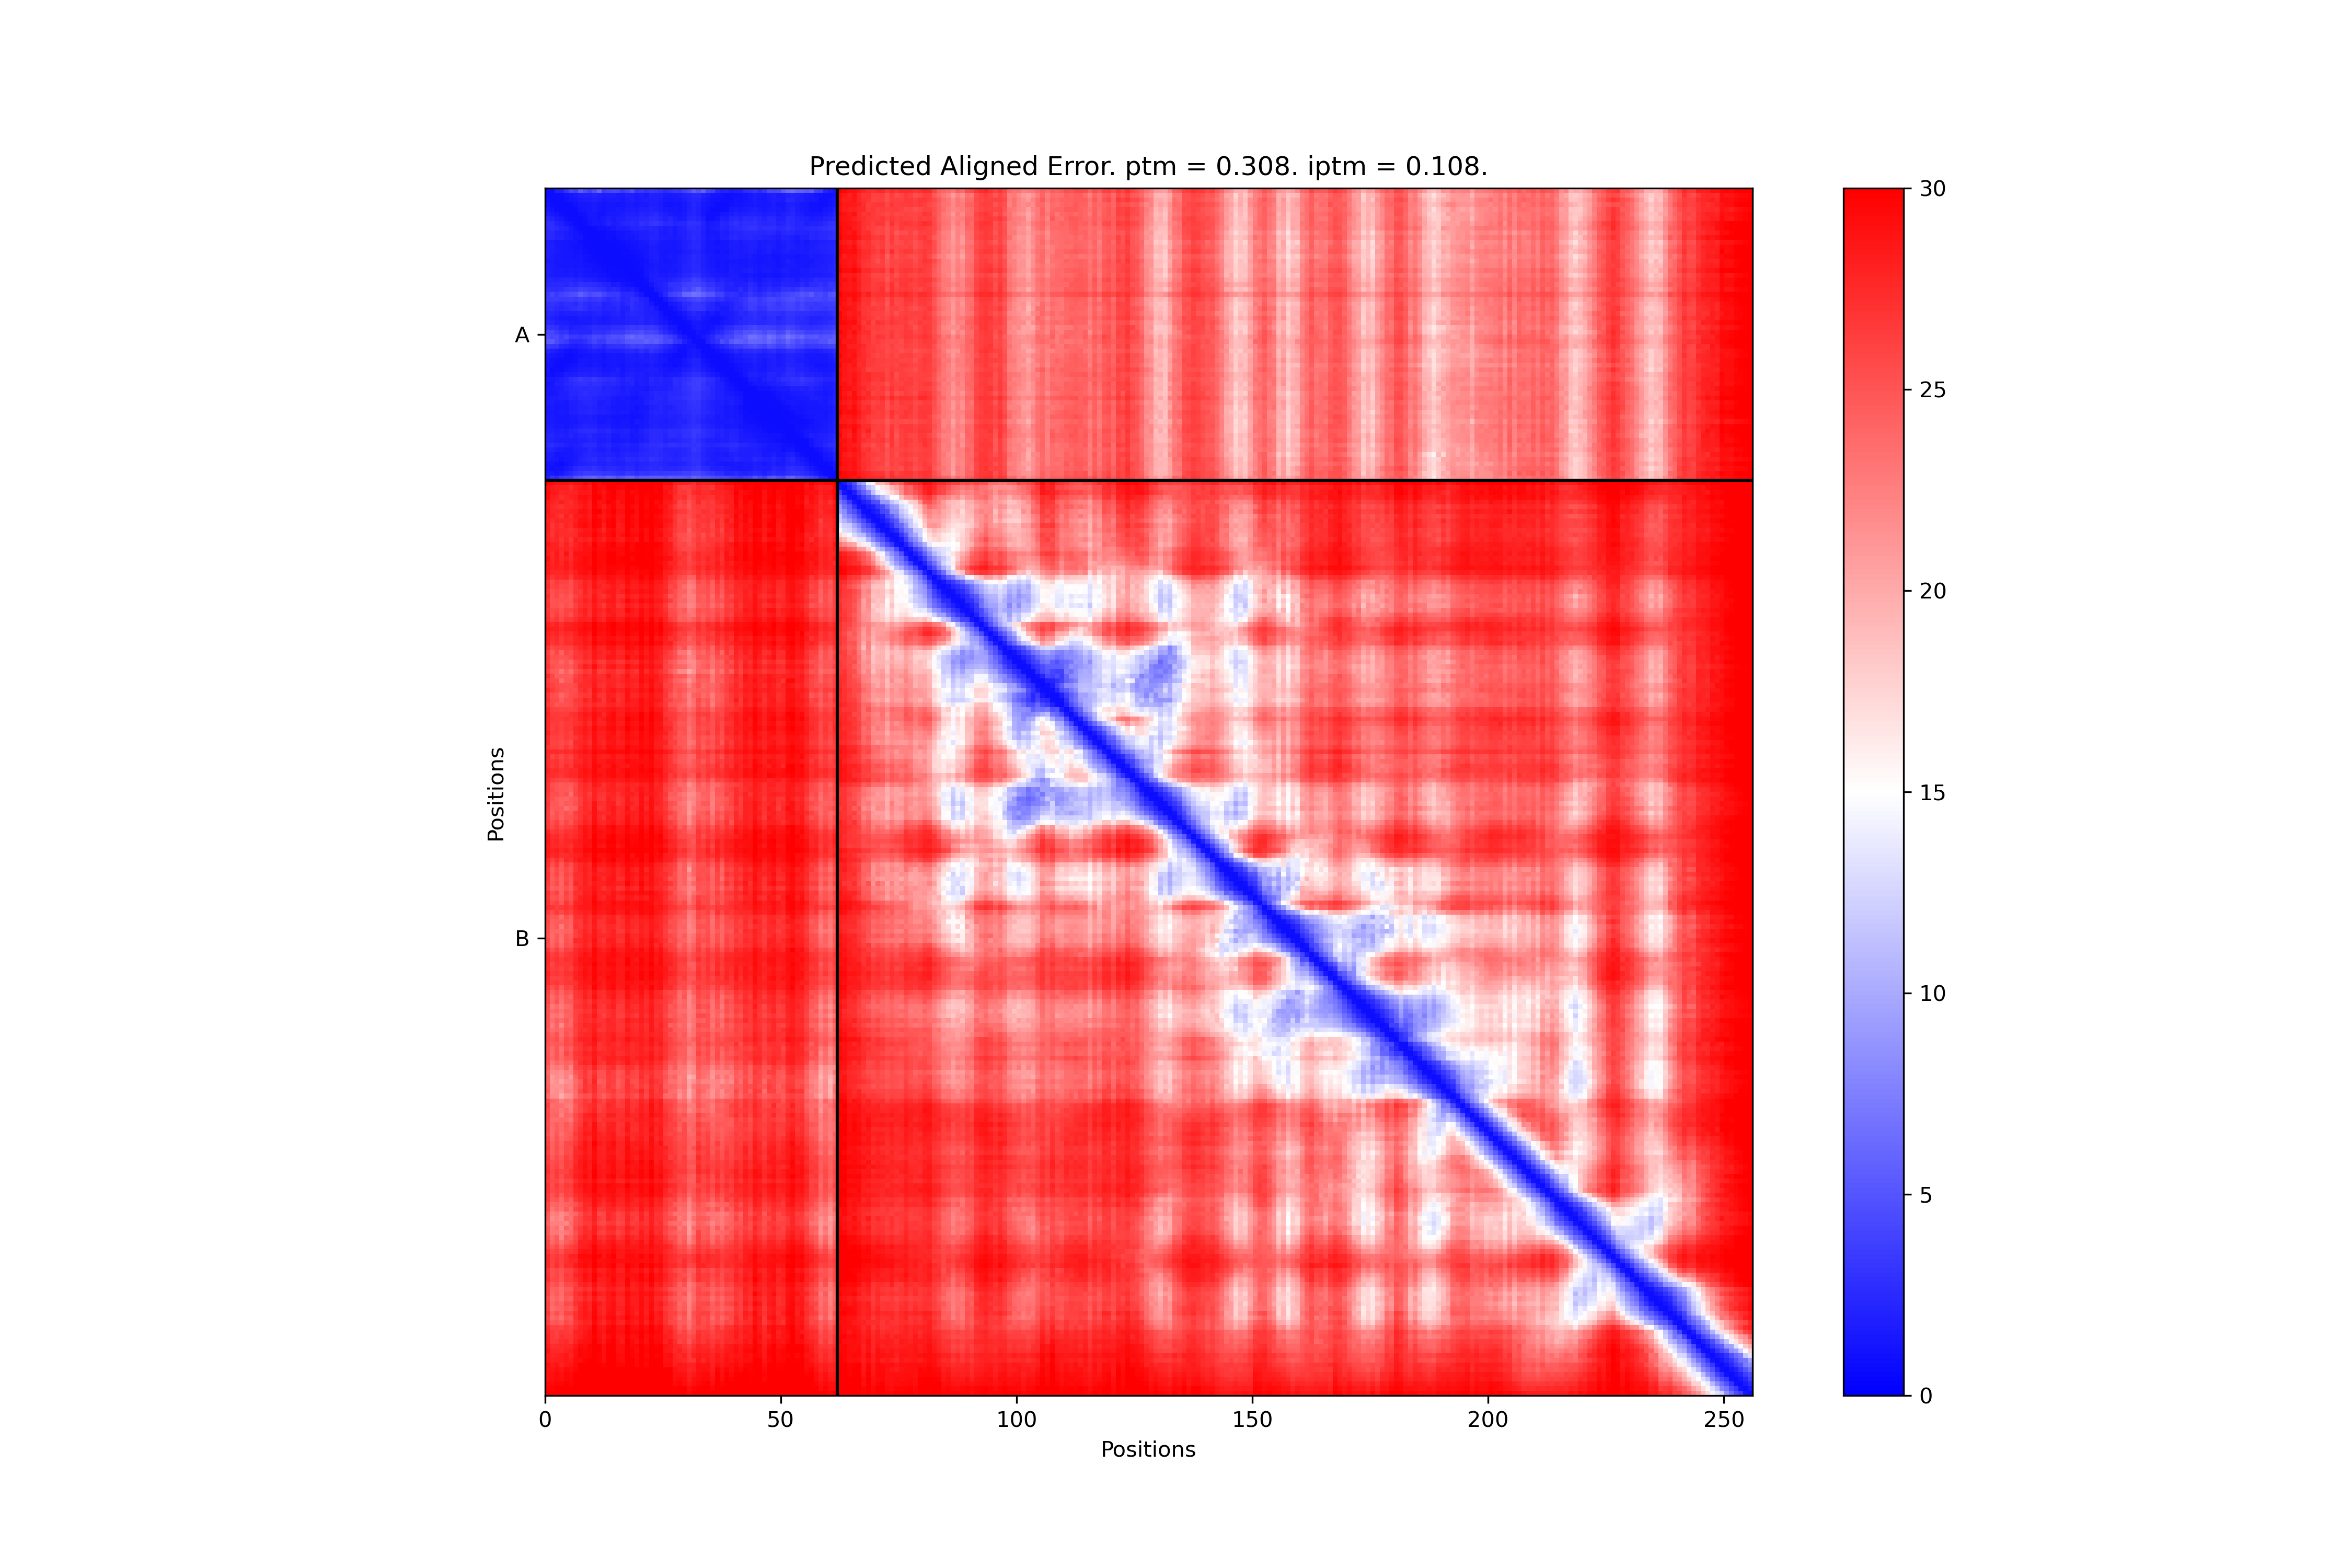 Predicted Aligned Error. ptm = 0.308. iptm = 0.108.
A
B
Positions
0 50 100 150 200 250
Positions
30
25
20
15
10
5
0